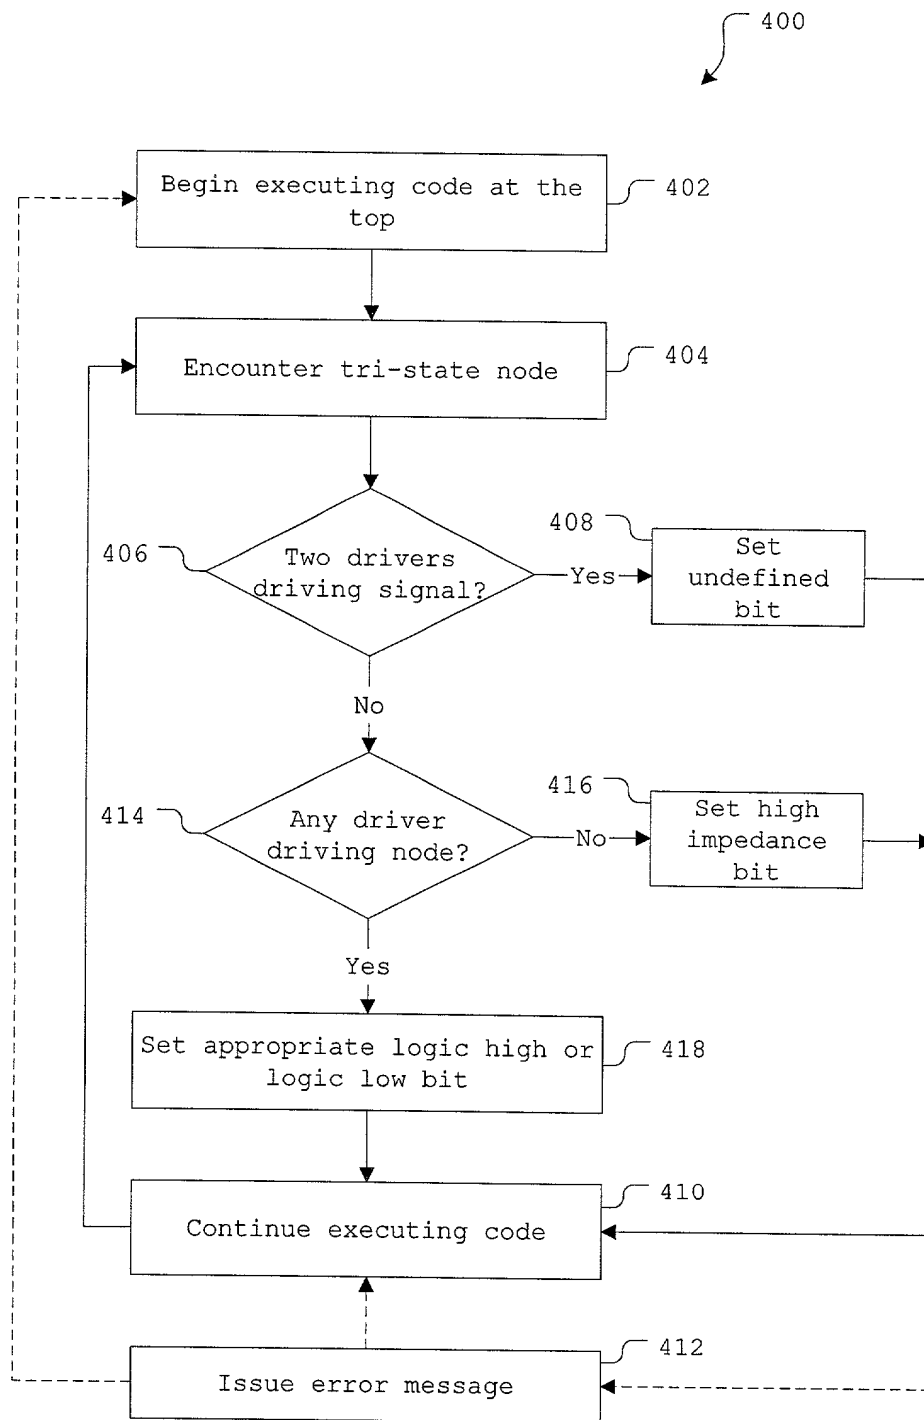 400
Begin executing code at the
top
402
Encounter tri-state node
404
406
Two drivers
driving signal?
Yes
408
Set
undefined
bit
No
414
Any driver
driving node?
No
416
Set high
impedance
bit
Yes
Set appropriate logic high or
logic low bit
418
Continue executing code
410
Issue error message
412